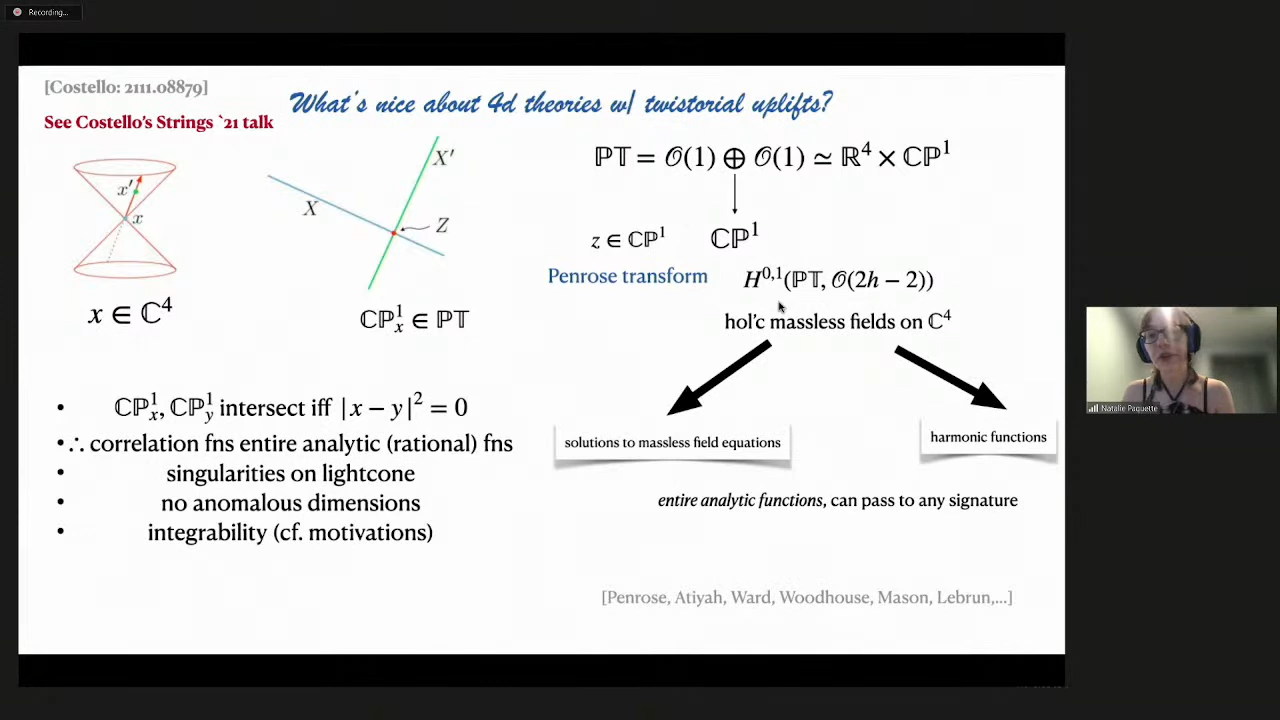 Recording...
[Costello: 2111.08879]
What's nice about 4d theories w/ twistorial uplifts?
See Costello's Strings `21 talk
x′
x
X
X′
Z
ℙ𝕋 = 𝒪(1) ⊕ 𝒪(1) ≃ ℝ⁴ × ℂℙ¹
z ∈ ℂℙ¹
ℂℙ¹
Penrose transform
H⁰,¹(ℙ𝕋, 𝒪(2h − 2))
x ∈ ℂ⁴
ℂℙ¹ₓ ∈ ℙ𝕋
hol'c massless fields on ℂ⁴
• ℂℙ¹ₓ, ℂℙ¹ᵧ intersect iff |x − y|² = 0
• ∴ correlation fns entire analytic (rational) fns
• singularities on lightcone
• no anomalous dimensions
• integrability (cf. motivations)
solutions to massless field equations
harmonic functions
entire analytic functions, can pass to any signature
[Penrose, Atiyah, Ward, Woodhouse, Mason, Lebrun,...]
Natalie Paquette